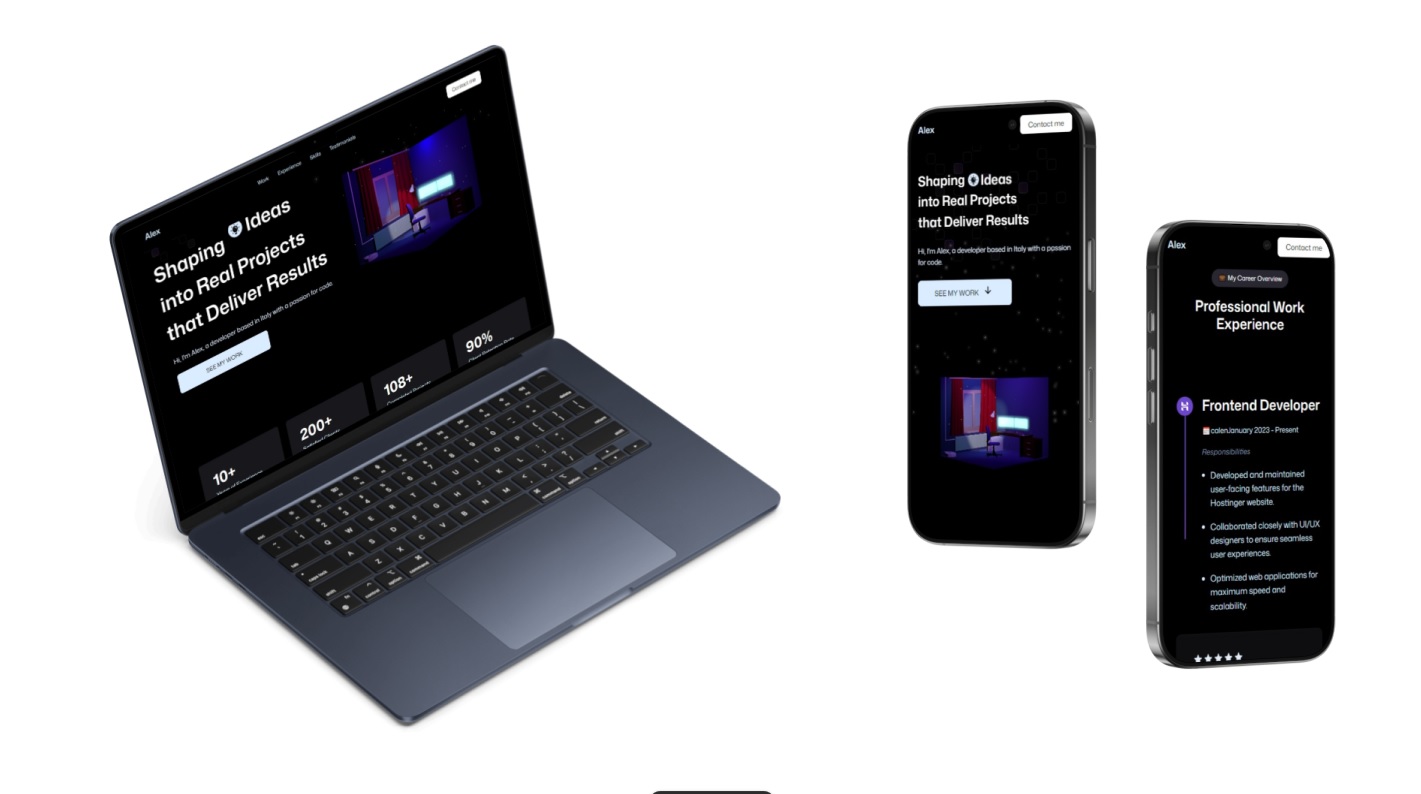 Contact me
Work Experience Skills Testimonials
Alex
Shaping Ideas
into Real Projects
that Deliver Results
Hi, I'm Alex, a developer based in Italy with a passion for code.
SEE MY WORK
10+
200+
108+
90%
Alex
Contact me
Shaping Ideas
into Real Projects
that Deliver Results
Hi, I'm Alex, a developer based in Italy with a passion
for code.
SEE MY WORK
Alex
Contact me
My Career Overview
Professional Work
Experience
Frontend Developer
calenJanuary 2023 - Present
Responsibilities
Developed and maintained
user-facing features for the
Hostinger website.
Collaborated closely with UI/UX
designers to ensure seamless
user experiences.
Optimized web applications for
maximum speed and
scalability.